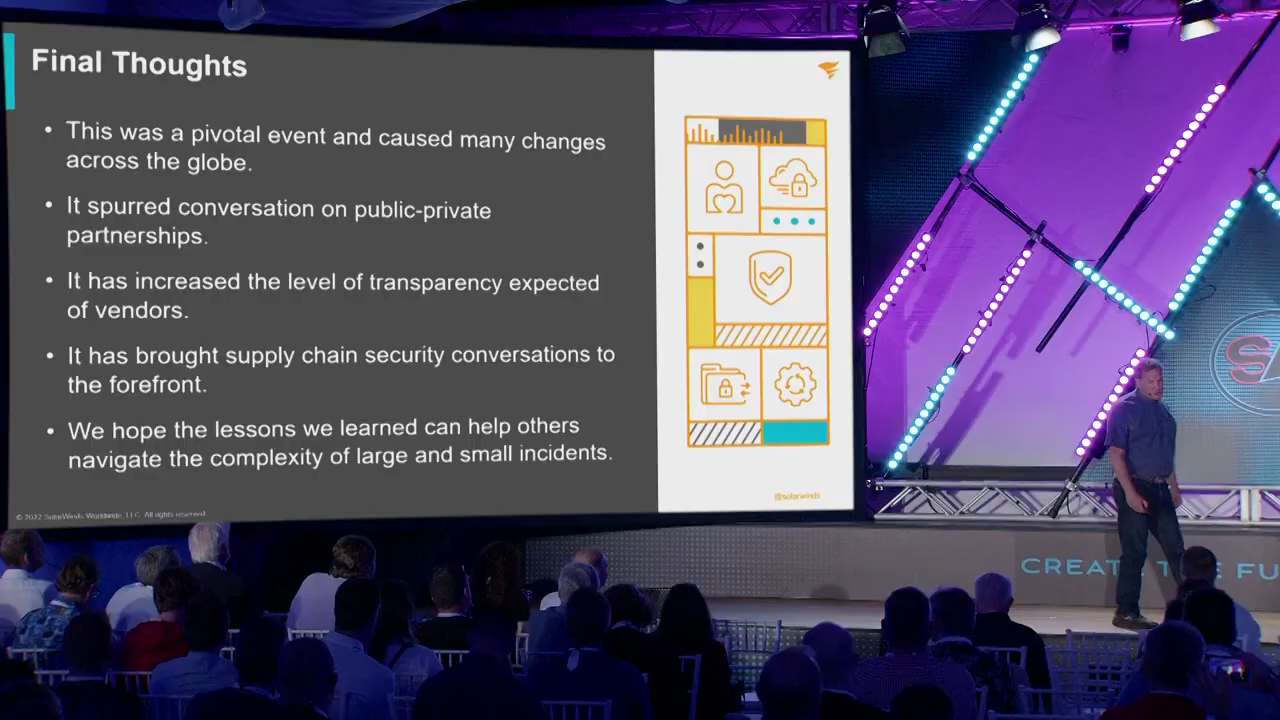 Final Thoughts
• This was a pivotal event and caused many changes
across the globe.
• It spurred conversation on public-private
partnerships.
• It has increased the level of transparency expected
of vendors.
• It has brought supply chain security conversations to
the forefront.
• We hope the lessons we learned can help others
navigate the complexity of large and small incidents.
@solarwinds
© 2022 SolarWinds Worldwide, LLC. All rights reserved.